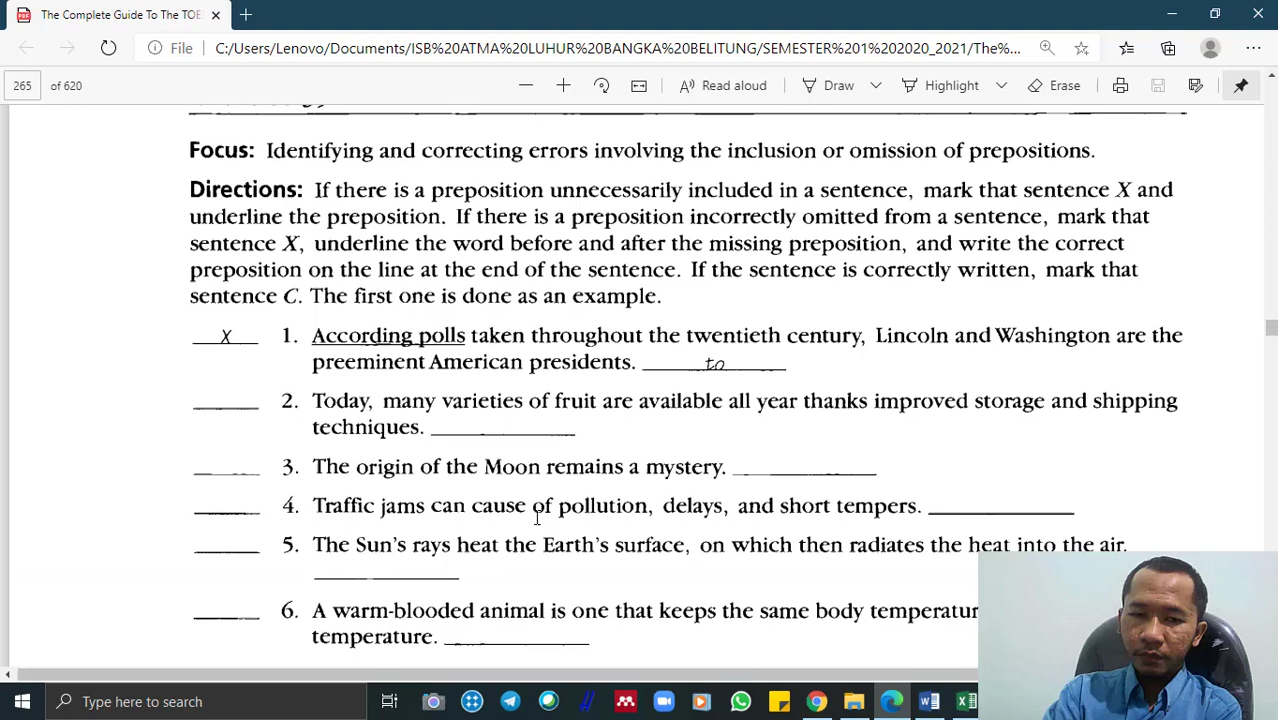 The Complete Guide To The TOE
File C:/Users/Lenovo/Documents/ISB%20ATMA%20LUHUR%20BANGKA%20BELITUNG/SEMESTER%201%202020_2021/The%...
265 of 620 Read aloud Draw Highlight Erase
Focus: Identifying and correcting errors involving the inclusion or omission of prepositions.
Directions: If there is a preposition unnecessarily included in a sentence, mark that sentence X and
underline the preposition. If there is a preposition incorrectly omitted from a sentence, mark that
sentence X, underline the word before and after the missing preposition, and write the correct
preposition on the line at the end of the sentence. If the sentence is correctly written, mark that
sentence C. The first one is done as an example.
X 1. According polls taken throughout the twentieth century, Lincoln and Washington are the
preeminent American presidents. to
2. Today, many varieties of fruit are available all year thanks improved storage and shipping
techniques.
3. The origin of the Moon remains a mystery.
4. Traffic jams can cause of pollution, delays, and short tempers.
5. The Sun's rays heat the Earth's surface, on which then radiates the heat into the air.
6. A warm-blooded animal is one that keeps the same body
temperature.
Type here to search